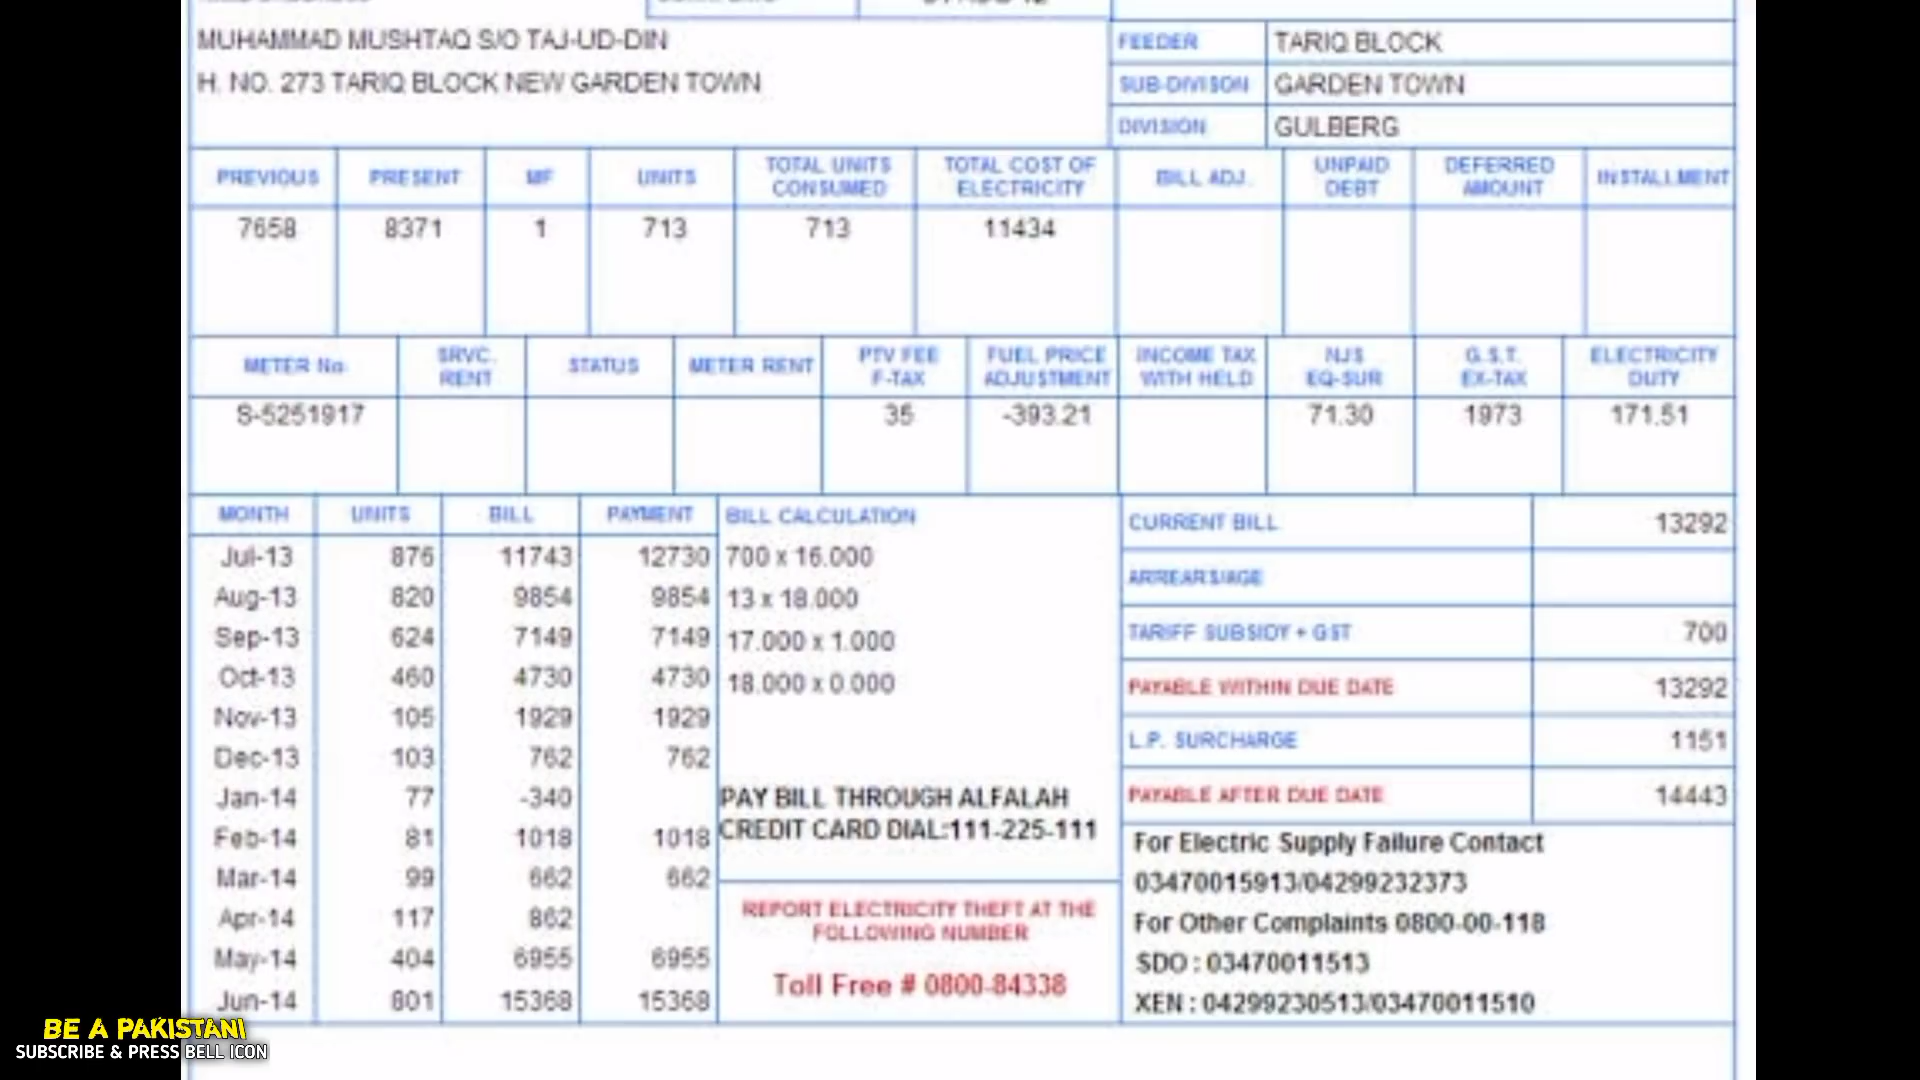 MUHAMMAD MUSHTAQ S/O TAJ-UD-DIN
H. NO. 273 TARIQ BLOCK NEW GARDEN TOWN
FEEDER TARIQ BLOCK
SUB-DIVISON GARDEN TOWN
DIVISION GULBERG
PREVIOUS PRESENT MF UNITS TOTAL UNITS CONSUMED TOTAL COST OF ELECTRICITY BILL ADJ. UNPAID DEBT DEFERRED AMOUNT INSTALLMENT
7658 8371 1 713 713 11434
METER No SRVC. RENT STATUS METER RENT PTV FEE F-TAX FUEL PRICE ADJUSTMENT INCOME TAX WITH HELD NJS EQ-SUR G.S.T. EX-TAX ELECTRICITY DUTY
S-5251917 35 -393.21 71.30 1973 171.51
MONTH UNITS BILL PAYMENT
Jul-13 876 11743 12730
Aug-13 820 9854 9854
Sep-13 624 7149 7149
Oct-13 460 4730 4730
Nov-13 105 1929 1929
Dec-13 103 762 762
Jan-14 77 -340
Feb-14 81 1018 1018
Mar-14 99 662 662
Apr-14 117 862
May-14 404 6955 6955
Jun-14 801 15368 15368
BILL CALCULATION
700 x 16.000
13 x 18.000
17.000 x 1.000
18.000 x 0.000
PAY BILL THROUGH ALFALAH
CREDIT CARD DIAL:111-225-111
REPORT ELECTRICITY THEFT AT THE
FOLLOWING NUMBER
Toll Free # 0800-84338
CURRENT BILL 13292
ARREARS/AGE
TARIFF SUBSIDY + GST 700
PAYABLE WITHIN DUE DATE 13292
L.P. SURCHARGE 1151
PAYABLE AFTER DUE DATE 14443
For Electric Supply Failure Contact
03470015913/04299232373
For Other Complaints 0800-00-118
SDO : 03470011513
XEN : 04299230513/03470011510
BE A PAKISTANI
SUBSCRIBE & PRESS BELL ICON